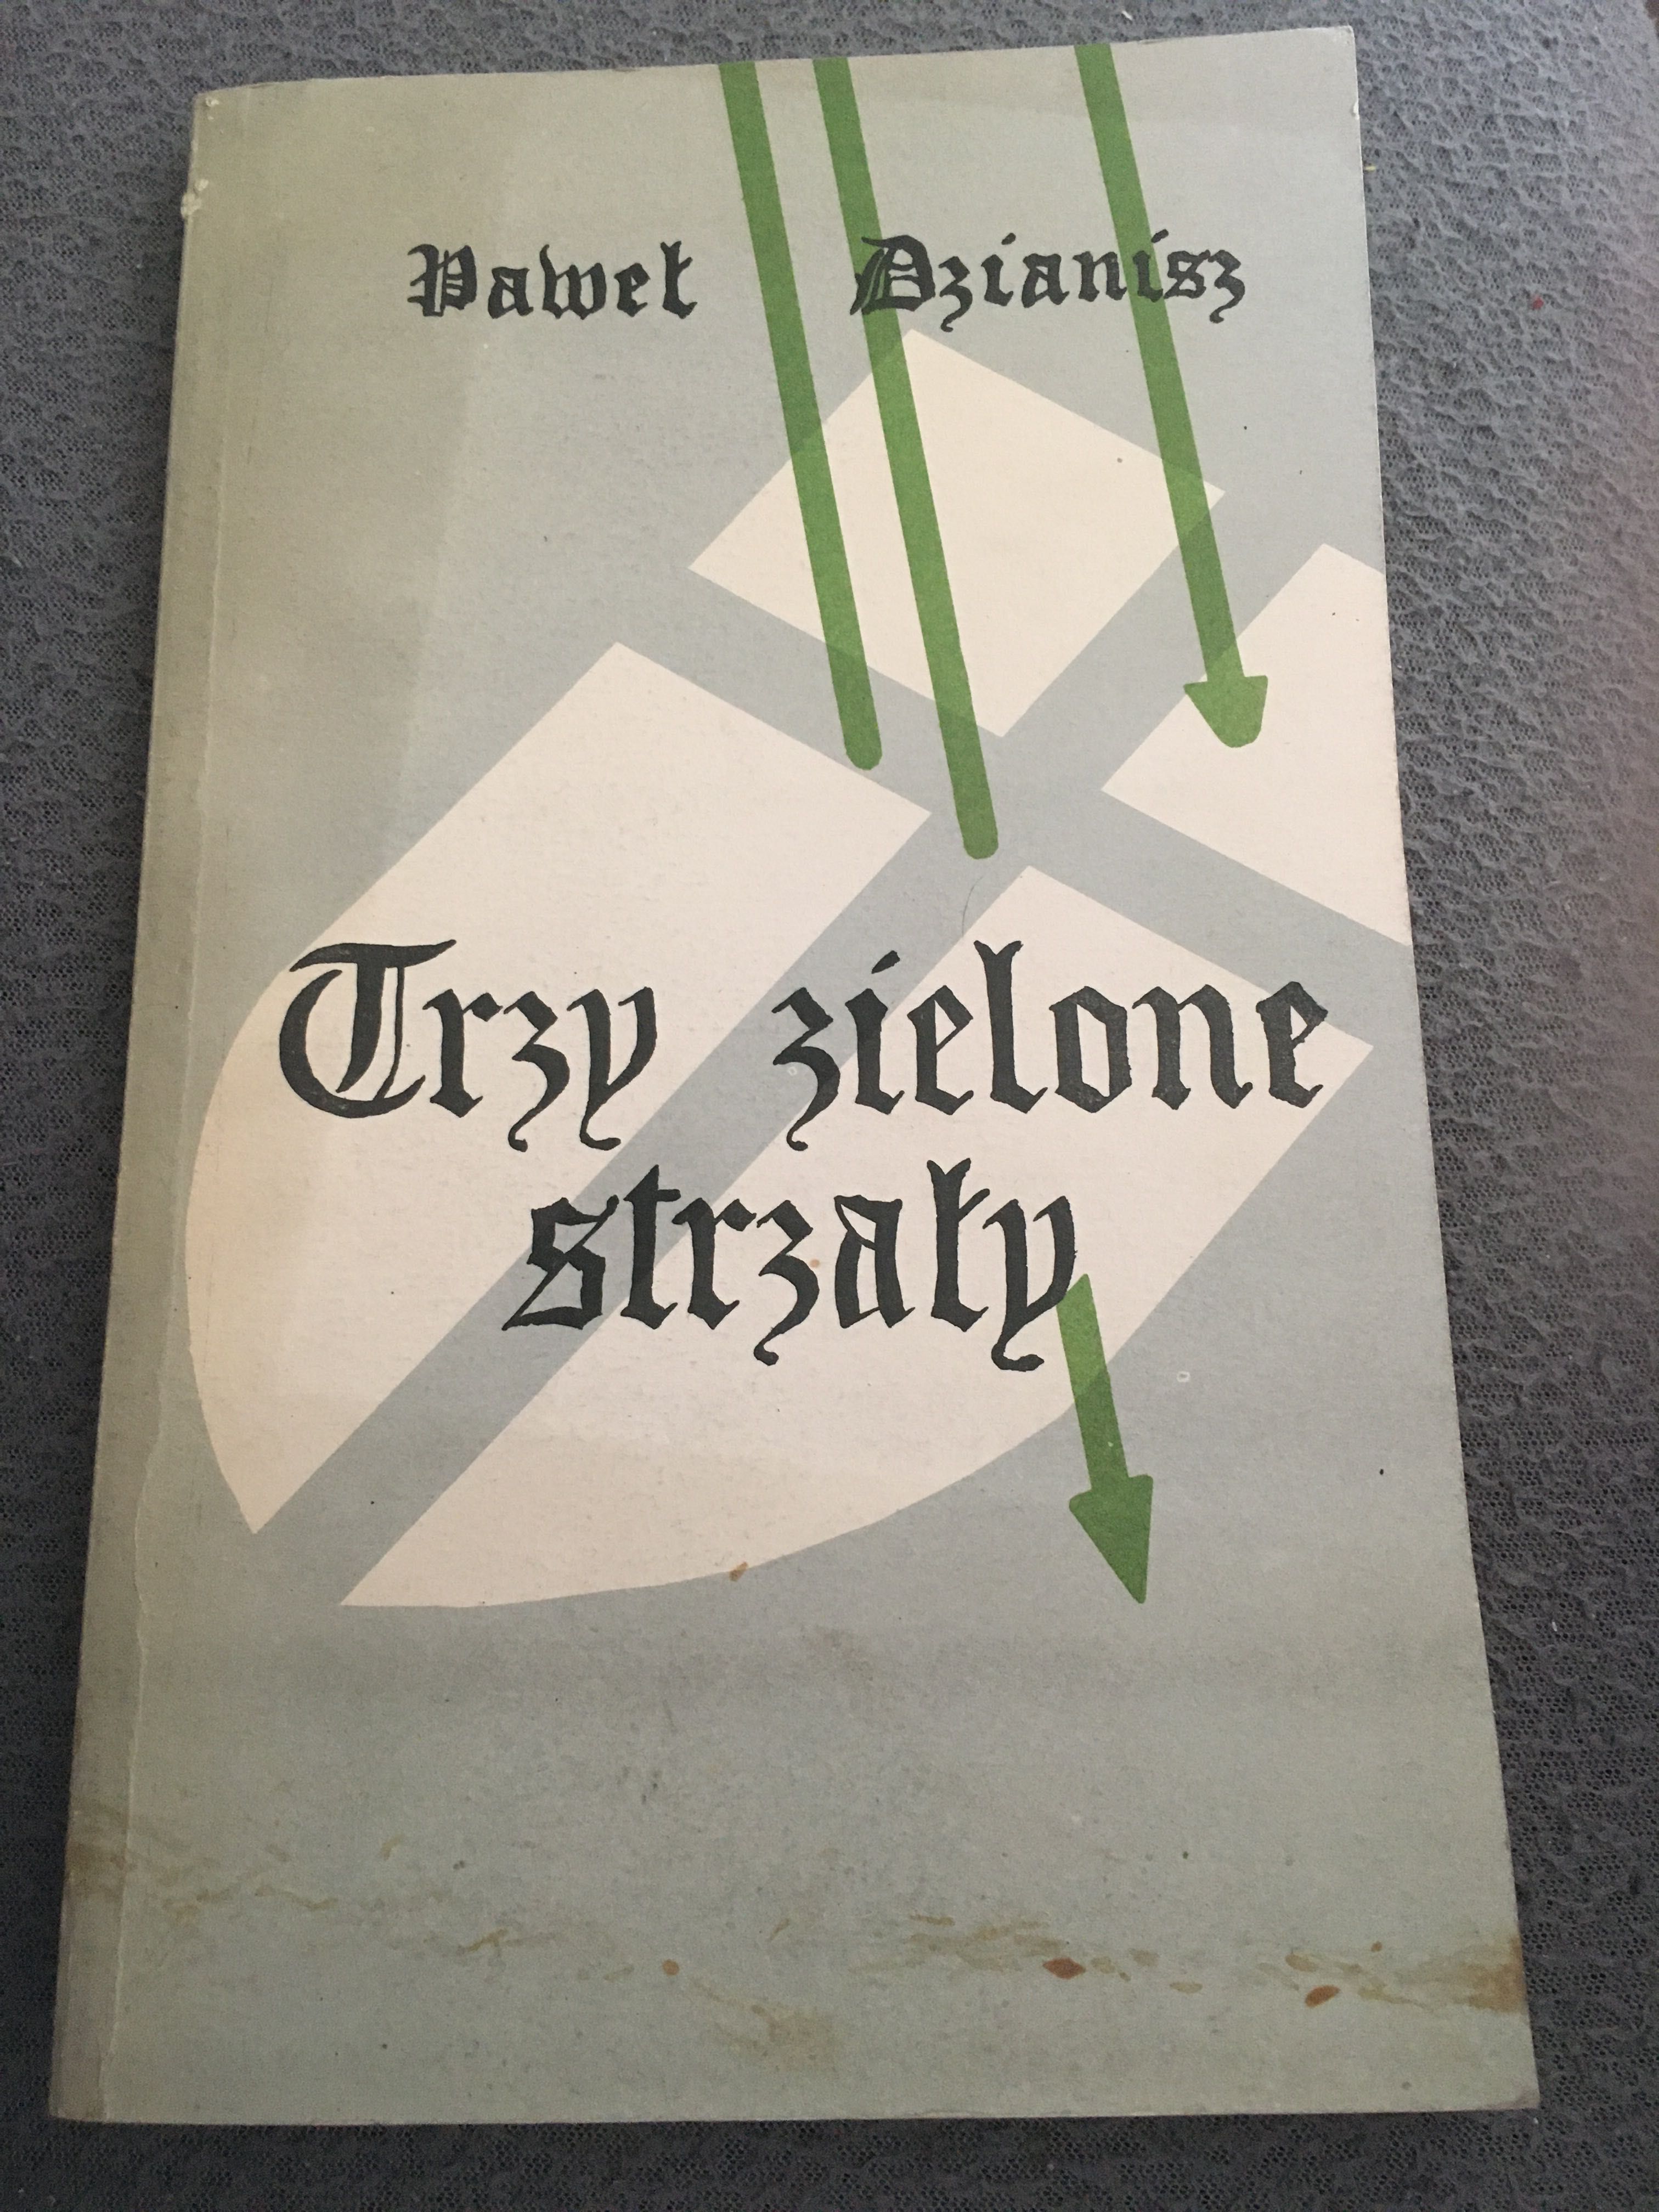 Paweł Dzianisz
Trzy zielone
strzały